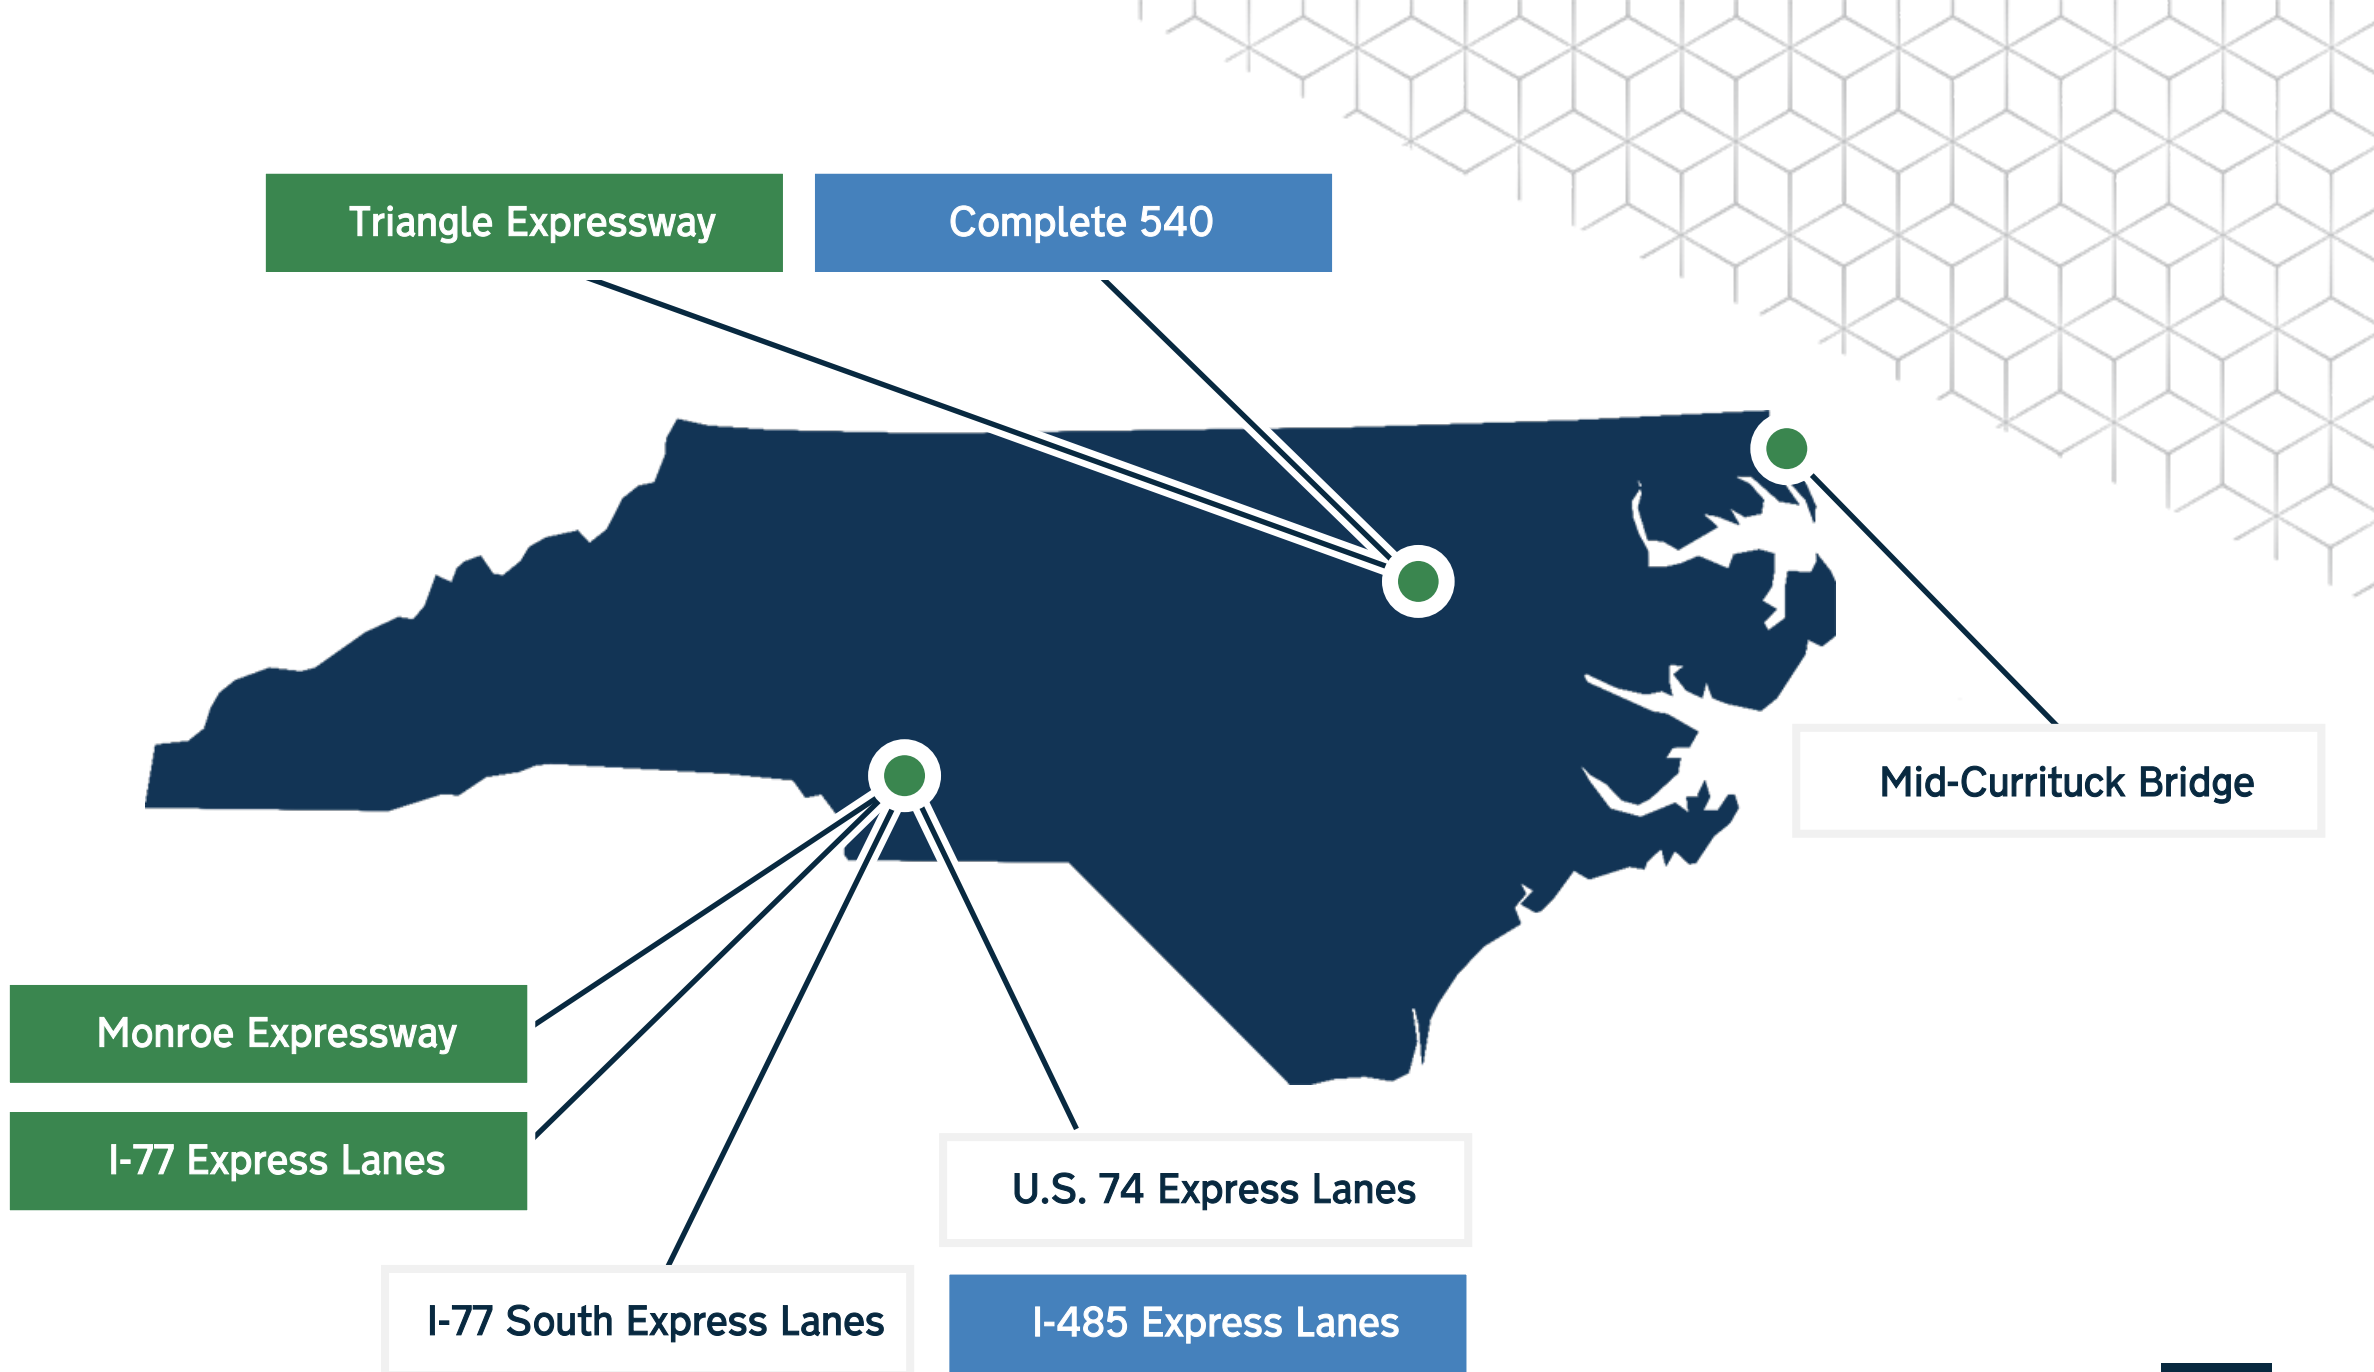 Triangle Expressway
Complete 540
Mid-Currituck Bridge
Monroe Expressway
I-77 Express Lanes
U.S. 74 Express Lanes
I-77 South Express Lanes
I-485 Express Lanes